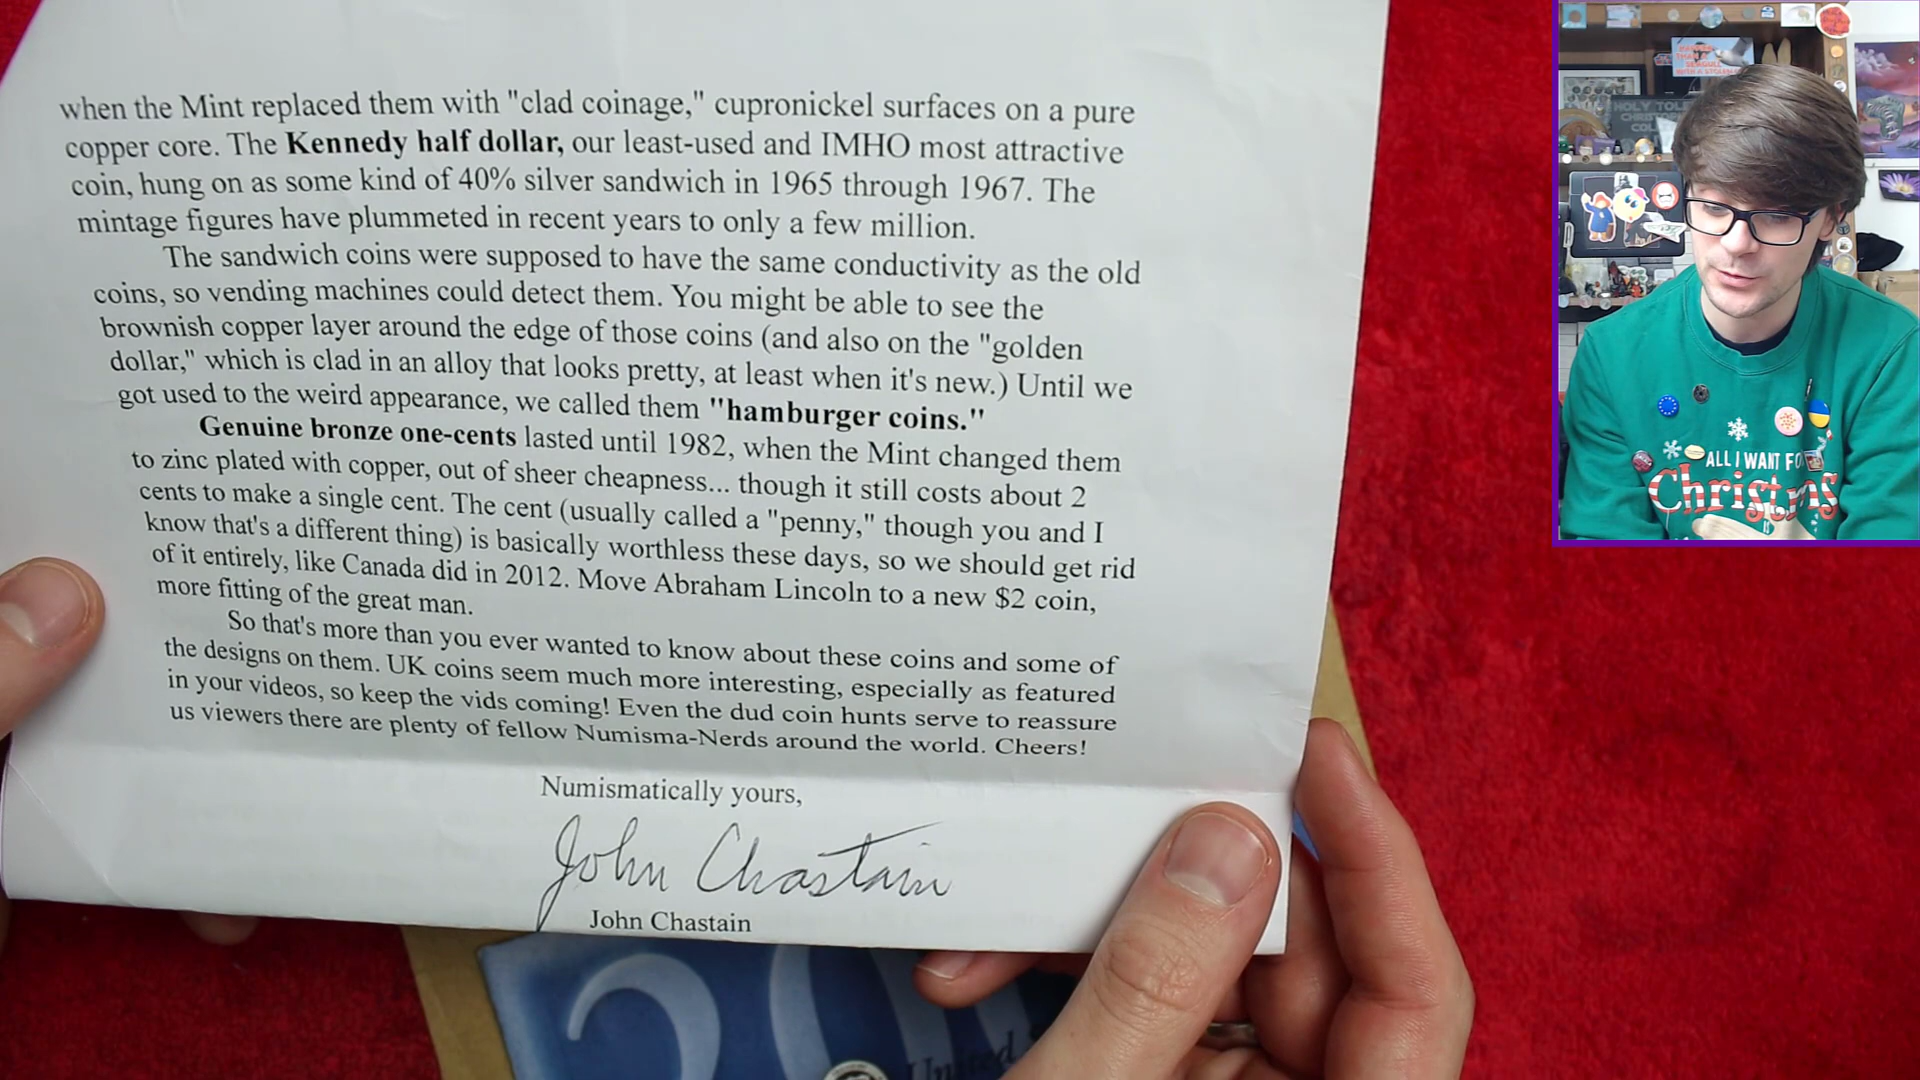 when the Mint replaced them with "clad coinage," cupronickel surfaces on a pure
copper core. The Kennedy half dollar, our least-used and IMHO most attractive
coin, hung on as some kind of 40% silver sandwich in 1965 through 1967. The
mintage figures have plummeted in recent years to only a few million.
The sandwich coins were supposed to have the same conductivity as the old
coins, so vending machines could detect them. You might be able to see the
brownish copper layer around the edge of those coins (and also on the "golden
dollar," which is clad in an alloy that looks pretty, at least when it's new.) Until we
got used to the weird appearance, we called them "hamburger coins."
Genuine bronze one-cents lasted until 1982, when the Mint changed them
to zinc plated with copper, out of sheer cheapness... though it still costs about 2
cents to make a single cent. The cent (usually called a "penny," though you and I
know that's a different thing) is basically worthless these days, so we should get rid
of it entirely, like Canada did in 2012. Move Abraham Lincoln to a new $2 coin,
more fitting of the great man.
So that's more than you ever wanted to know about these coins and some of
the designs on them. UK coins seem much more interesting, especially as featured
in your videos, so keep the vids coming! Even the dud coin hunts serve to reassure
us viewers there are plenty of fellow Numisma-Nerds around the world. Cheers!
Numismatically yours,
John Chastain
John Chastain
20
United
HOLY TOLE
CHRIST
COL
ALL I WANT FO
Christmas